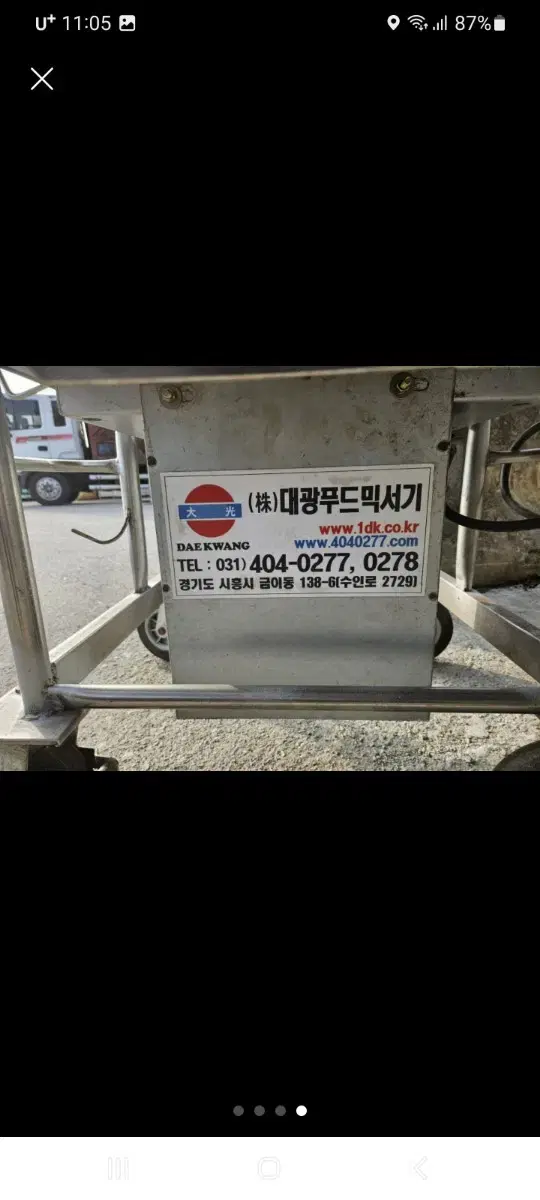 U+ 11:05
87%
大 光
(株)대광푸드믹서기
www.1dk.co.kr
DAEKWANG
www.4040277.com
TEL : 031) 404-0277, 0278
경기도 시흥시 금이동 138-6(수인로 2729)